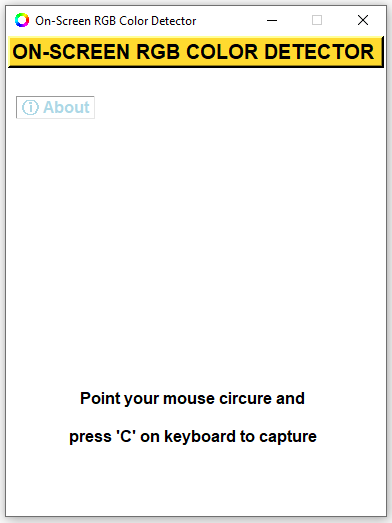 On-Screen RGB Color Detector
ON-SCREEN RGB COLOR DETECTOR
ⓘ About
Point your mouse circure and
press 'C' on keyboard to capture